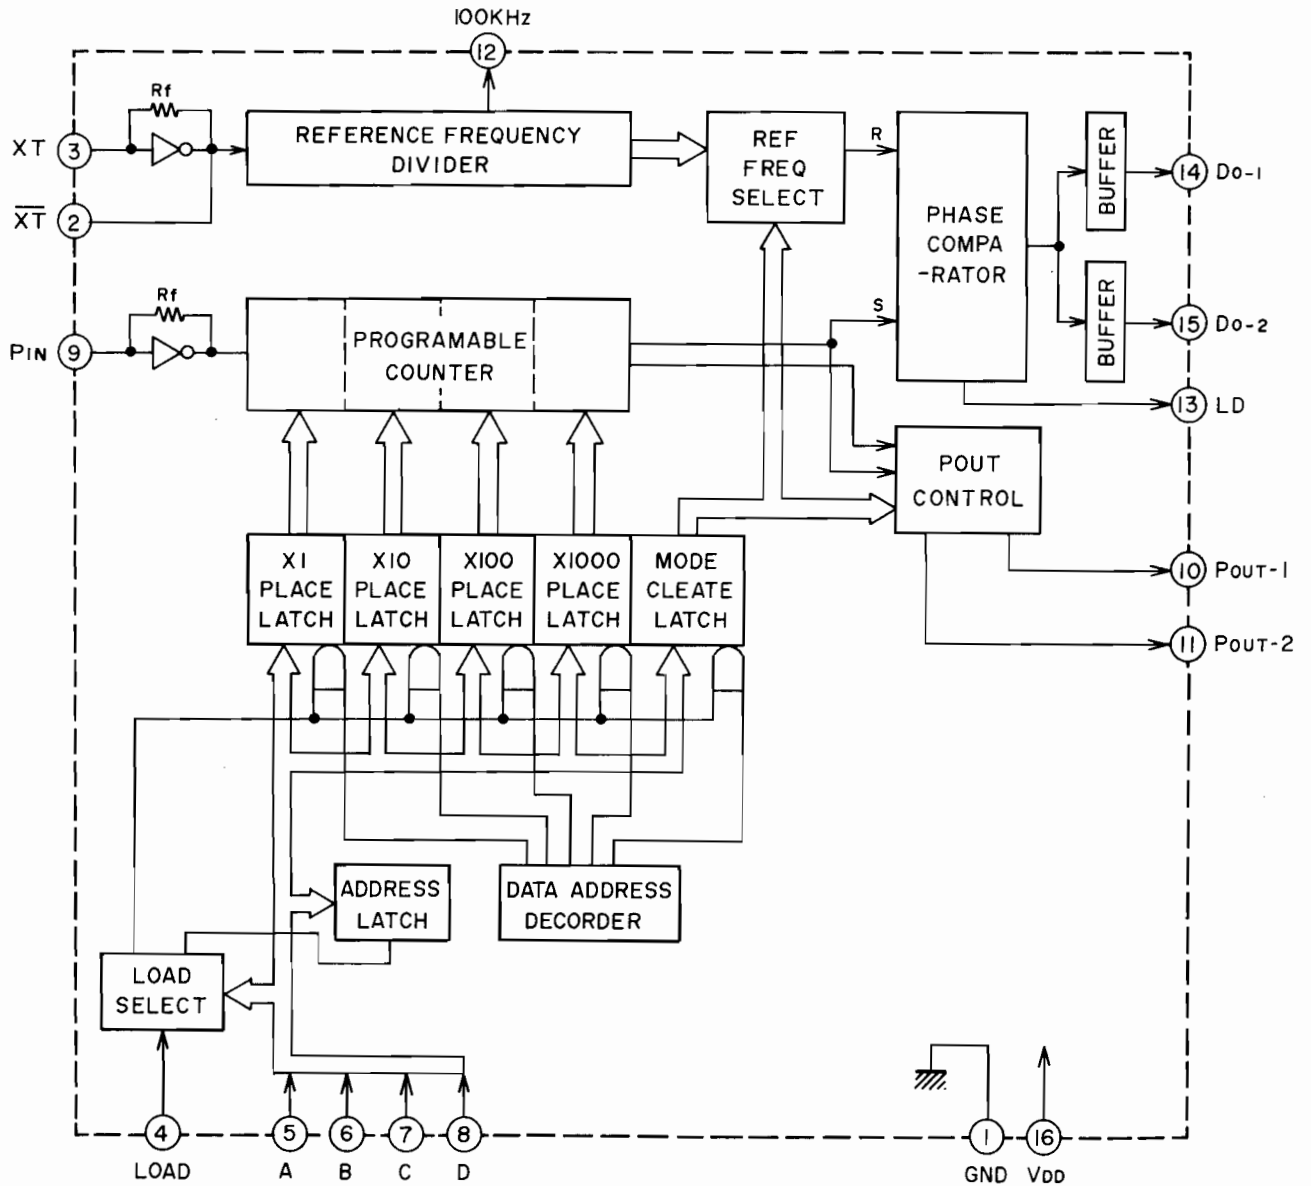 100KHz
12
Rf
XT
3
REFERENCE FREQUENCY
DIVIDER
REF
FREQ
SELECT
R
PHASE
COMPA
-RATOR
BUFFER
14
Do-1
XT
2
S
BUFFER
15
Do-2
Rf
PIN
9
PROGRAMABLE
COUNTER
13
LD
POUT
CONTROL
X1
PLACE
LATCH
X10
PLACE
LATCH
X100
PLACE
LATCH
X1000
PLACE
LATCH
MODE
CLEATE
LATCH
10
POUT-1
11
POUT-2
ADDRESS
LATCH
DATA ADDRESS
DECORDER
LOAD
SELECT
4
5
6
7
8
1
16
LOAD
A
B
C
D
GND
VDD